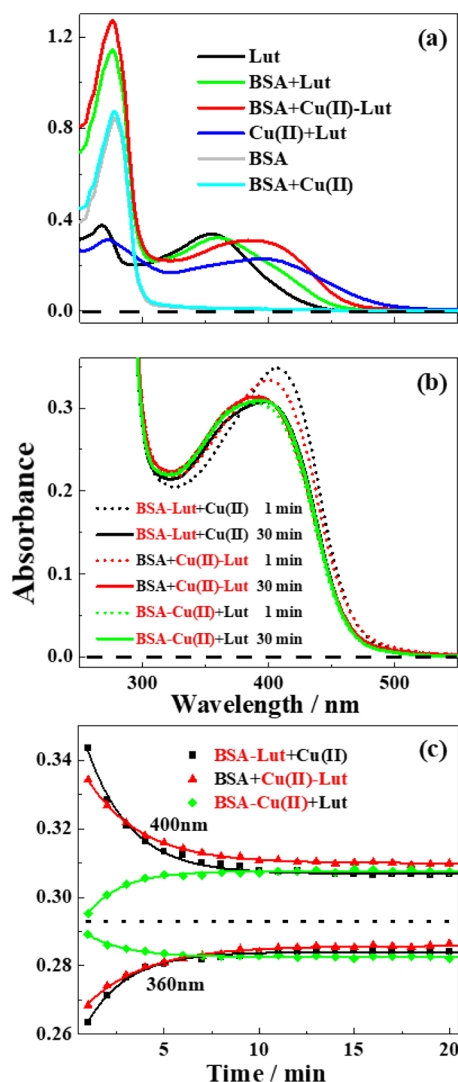 (a)
1.2
0.8
0.4
0.0
Lut
BSA+Lut
BSA+Cu(II)-Lut
Cu(II)+Lut
BSA
BSA+Cu(II)
(b)
0.3
0.2
0.1
0.0
Absorbance
BSA-Lut+Cu(II) 1 min
BSA-Lut+Cu(II) 30 min
BSA+Cu(II)-Lut 1 min
BSA+Cu(II)-Lut 30 min
BSA-Cu(II)+Lut 1 min
BSA-Cu(II)+Lut 30 min
300 400 500
Wavelength / nm
(c)
0.34
0.32
0.30
0.28
0.26
BSA-Lut+Cu(II)
BSA+Cu(II)-Lut
BSA-Cu(II)+Lut
400nm
360nm
5 10 15 20
Time / min